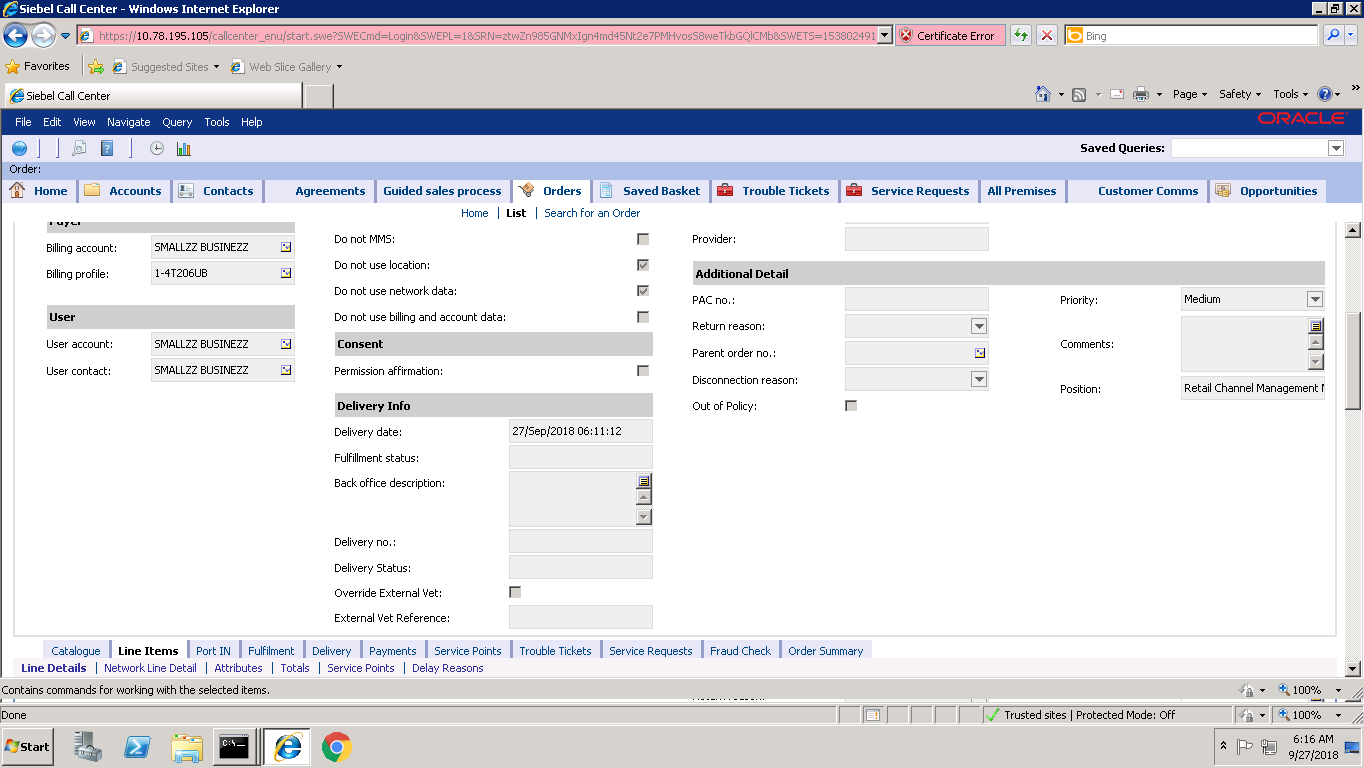 Siebel Call Center - Windows Internet Explorer
https://10.78.195.105/callcenter_enu/start.swe?SWECmd=Login&SWEPL=1&SRN=ztwZn985GNMxIgn4md45Nt2e7PMHvosS8weTkbGQlCMb&SWETS=153802491
Certificate Error
Bing
Favorites Suggested Sites Web Slice Gallery
Siebel Call Center
Page Safety Tools
File Edit View Navigate Query Tools Help
ORACLE
Saved Queries:
Order:
Home Accounts Contacts Agreements Guided sales process Orders Saved Basket Trouble Tickets Service Requests All Premises Customer Comms Opportunities
Home List Search for an Order
Payer
Billing account: SMALLZZ BUSINEZZ
Billing profile: 1-4T206UB
User
User account: SMALLZZ BUSINEZZ
User contact: SMALLZZ BUSINEZZ
Do not MMS:
Do not use location:
Do not use network data:
Do not use billing and account data:
Consent
Permission affirmation:
Delivery Info
Delivery date: 27/Sep/2018 06:11:12
Fulfillment status:
Back office description:
Delivery no.:
Delivery Status:
Override External Vet:
External Vet Reference:
Provider:
Additional Detail
PAC no.:
Return reason:
Parent order no.:
Disconnection reason:
Out of Policy:
Priority: Medium
Comments:
Position: Retail Channel Management
Catalogue Line Items Port IN Fulfilment Delivery Payments Service Points Trouble Tickets Service Requests Fraud Check Order Summary
Line Details Network Line Detail Attributes Totals Service Points Delay Reasons
Contains commands for working with the selected items.
100%
Done
Trusted sites | Protected Mode: Off
100%
Start
C:\.
6:16 AM
9/27/2018